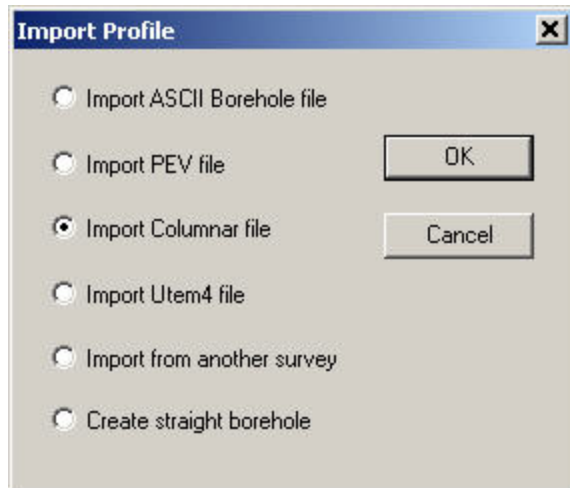 Import Profile
Import ASCII Borehole file
Import PEV file
OK
Import Columnar file
Cancel
Import Utem4 file
Import from another survey
Create straight borehole